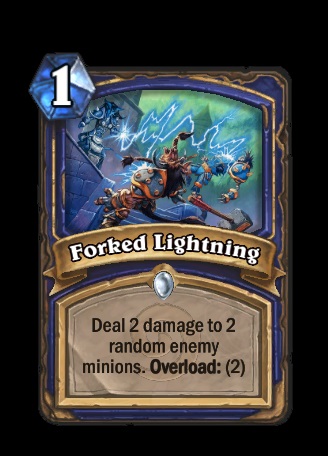 1
Forked Lightning
Deal 2 damage to 2
random enemy
minions. Overload: (2)